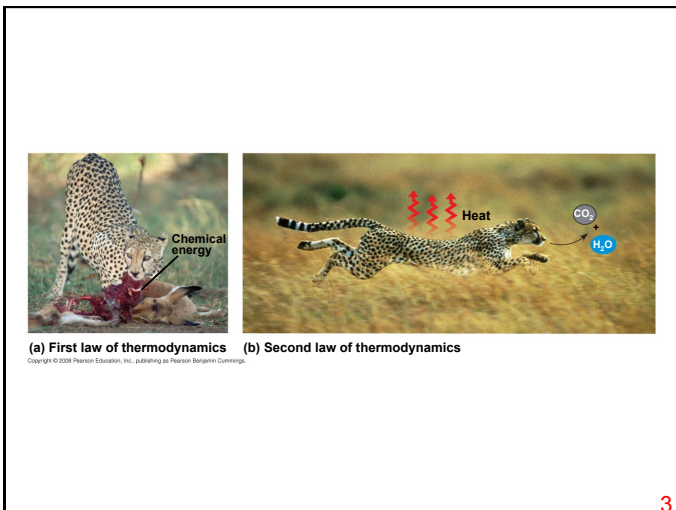 Chemical
energy
Heat
CO₂
+
H₂O
(a) First law of thermodynamics
(b) Second law of thermodynamics
Copyright © 2008 Pearson Education, Inc., publishing as Pearson Benjamin Cummings.
3